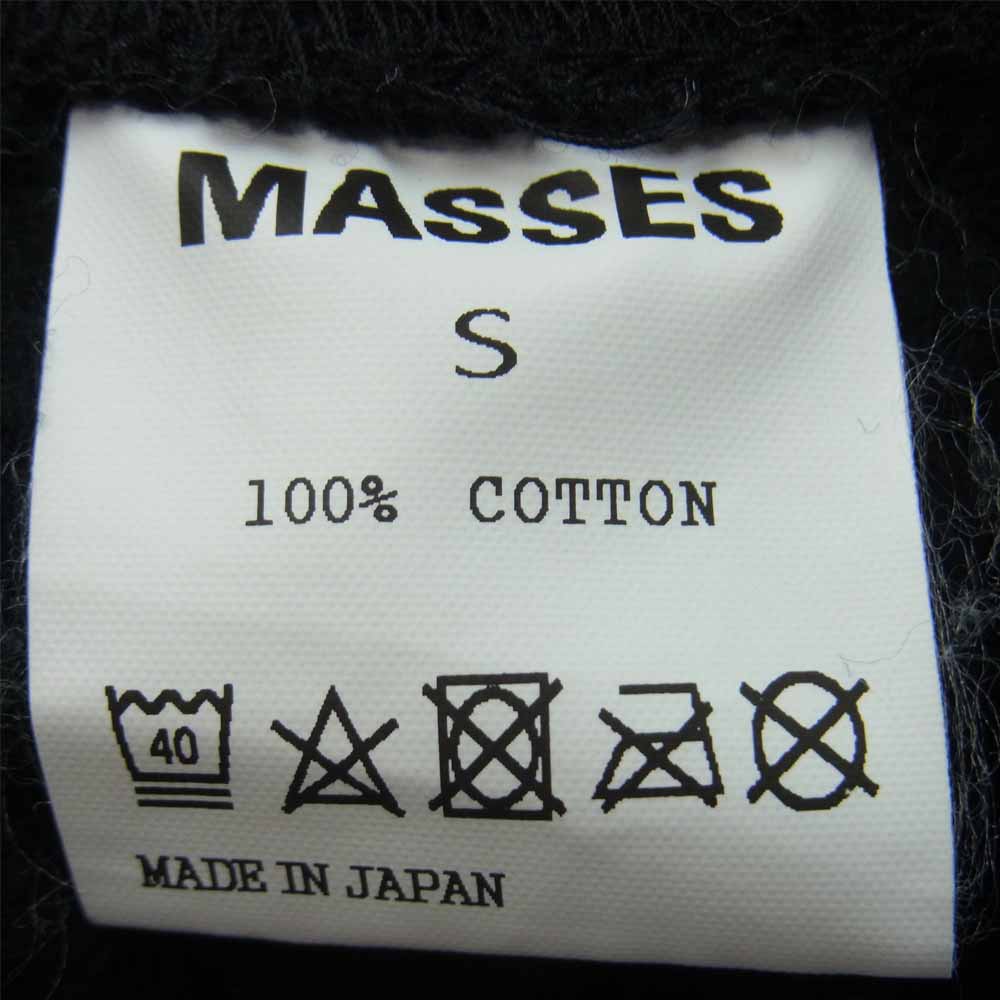 MAsSES
S
100% COTTON
40
MADE IN JAPAN